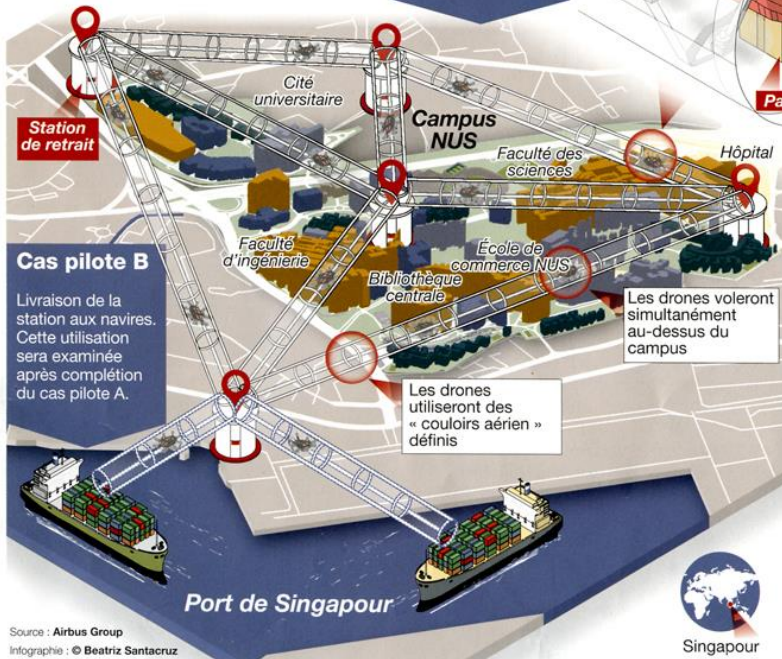 Station
de retrait
Cité
universitaire
Campus
NUS
Faculté des
sciences
Hôpital
Faculté
d'ingénierie
Bibliothèque
centrale
École de
commerce NUS
Cas pilote B
Livraison de la
station aux navires.
Cette utilisation
sera examinée
après complétion
du cas pilote A.
Les drones voleront
simultanément
au-dessus du
campus
Les drones
utiliseront des
« couloirs aérien »
définis
Port de Singapour
Source : Airbus Group
Infographie : © Beatriz Santacruz
Singapour